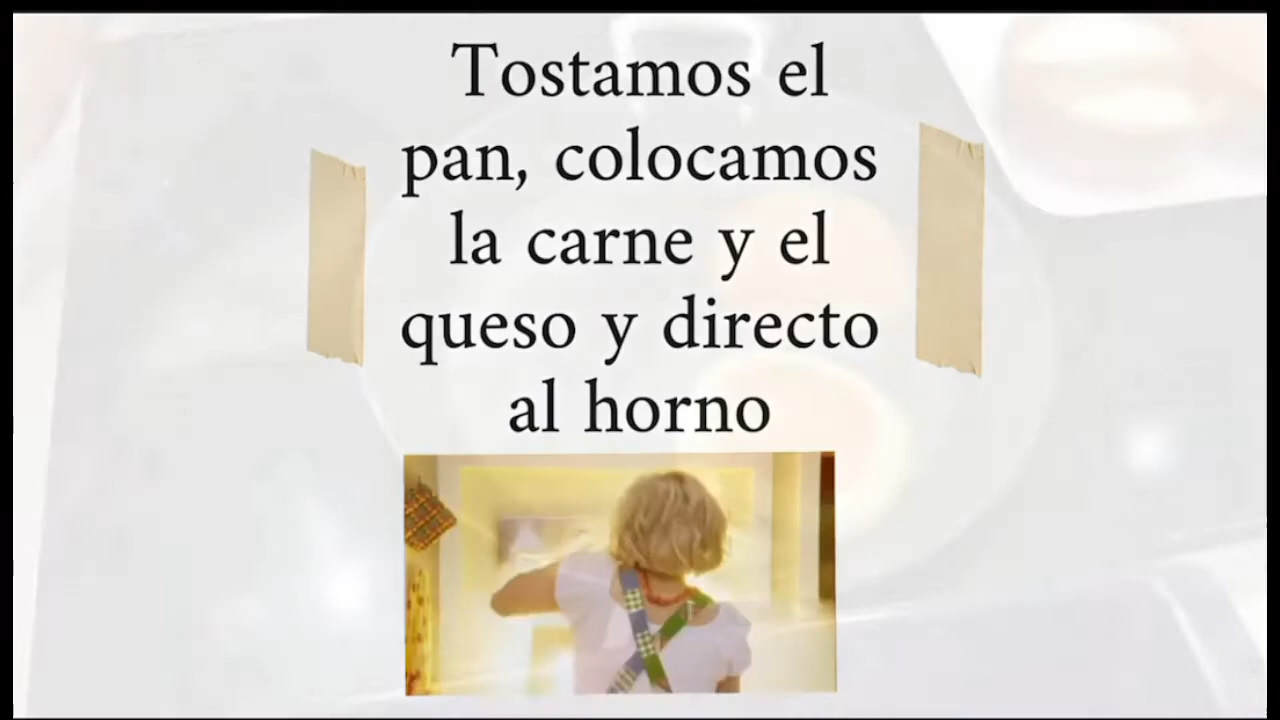 Tostamos el
pan, colocamos
la carne y el
queso y directo
al horno